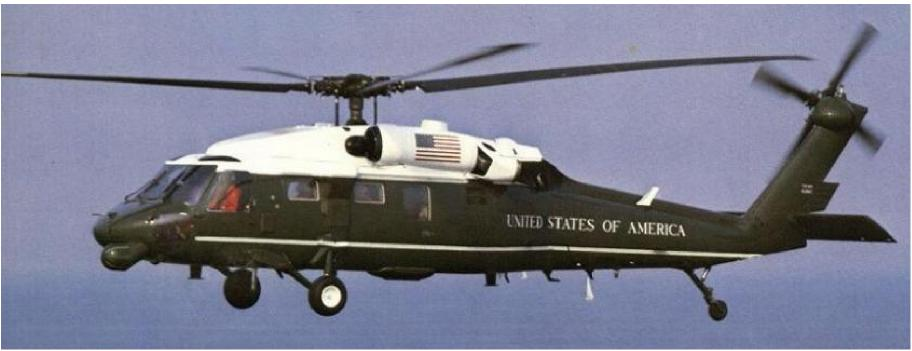 UNITED STATES OF AMERICA